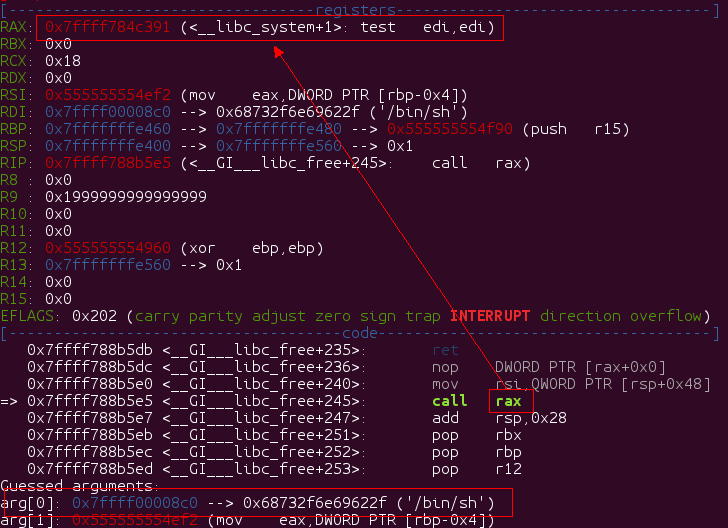 [----------------------------------registers-----------------------------------]
RAX: 0x7ffff784c391 (<__libc_system+1>: test   edi,edi)
RBX: 0x0
RCX: 0x18
RDX: 0x0
RSI: 0x555555554ef2 (mov    eax,DWORD PTR [rbp-0x4])
RDI: 0x7ffff00008c0 --> 0x68732f6e69622f ('/bin/sh')
RBP: 0x7fffffffe460 --> 0x7fffffffe480 --> 0x555555554f90 (push   r15)
RSP: 0x7fffffffe400 --> 0x7fffffffe560 --> 0x1
RIP: 0x7ffff788b5e5 (<__GI___libc_free+245>:    call   rax)
R8 : 0x0
R9 : 0x1999999999999999
R10: 0x0
R11: 0x0
R12: 0x555555554960 (xor    ebp,ebp)
R13: 0x7fffffffe560 --> 0x1
R14: 0x0
R15: 0x0
EFLAGS: 0x202 (carry parity adjust zero sign trap INTERRUPT direction overflow)
[-------------------------------------code-------------------------------------]
0x7ffff788b5db <__GI___libc_free+235>: ret
0x7ffff788b5dc <__GI___libc_free+236>: nop    DWORD PTR [rax+0x0]
0x7ffff788b5e0 <__GI___libc_free+240>: mov    rsi,QWORD PTR [rsp+0x48]
=> 0x7ffff788b5e5 <__GI___libc_free+245>: call   rax
0x7ffff788b5e7 <__GI___libc_free+247>: add    rsp,0x28
0x7ffff788b5eb <__GI___libc_free+251>: pop    rbx
0x7ffff788b5ec <__GI___libc_free+252>: pop    rbp
0x7ffff788b5ed <__GI___libc_free+253>: pop    r12
Guessed arguments:
arg[0]: 0x7ffff00008c0 --> 0x68732f6e69622f ('/bin/sh')
arg[1]: 0x555555554ef2 (mov    eax,DWORD PTR [rbp-0x4])